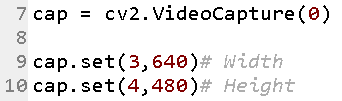 7 cap = cv2.VideoCapture(0)
8
9 cap.set(3,640)# Width
10 cap.set(4,480)# Height